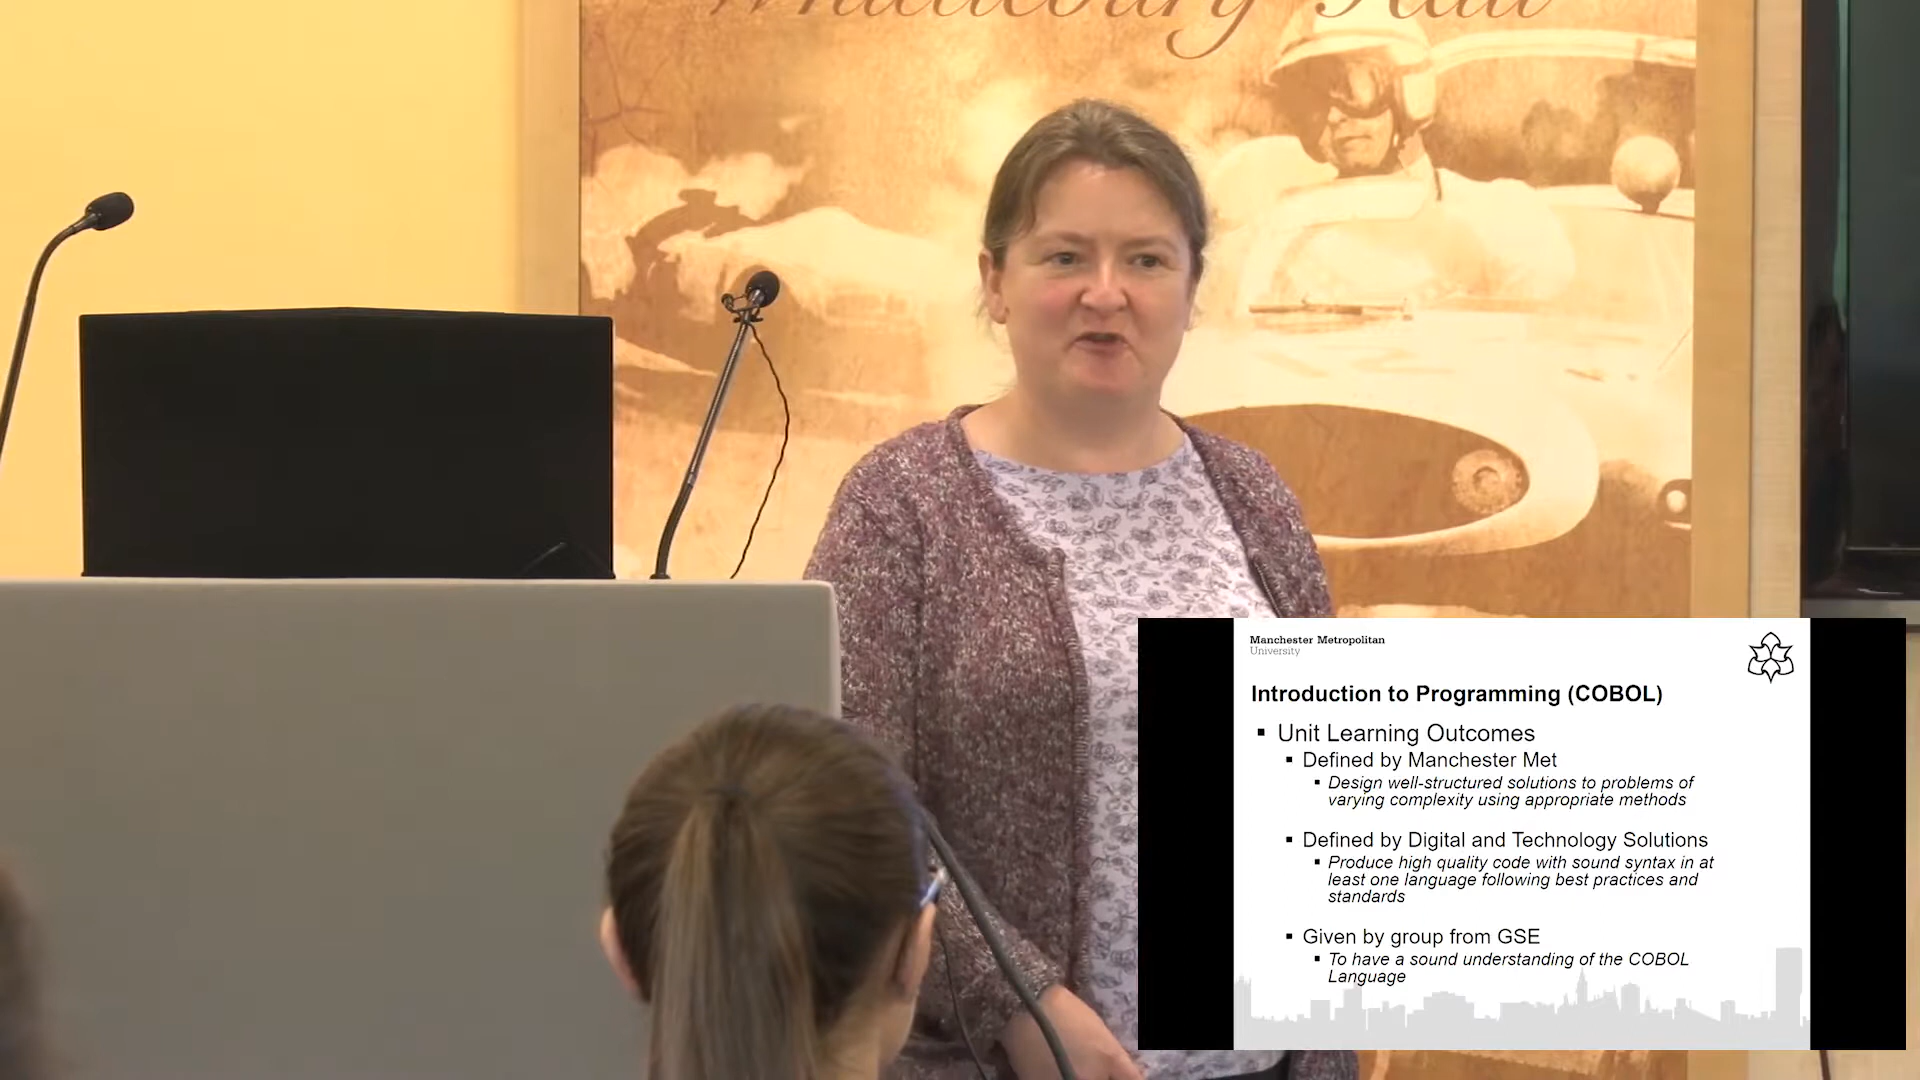 Whittlebury Hall
Manchester Metropolitan
University
Introduction to Programming (COBOL)
▪ Unit Learning Outcomes
▪ Defined by Manchester Met
▪ Design well-structured solutions to problems of
varying complexity using appropriate methods
▪ Defined by Digital and Technology Solutions
▪ Produce high quality code with sound syntax in at
least one language following best practices and
standards
▪ Given by group from GSE
▪ To have a sound understanding of the COBOL
Language